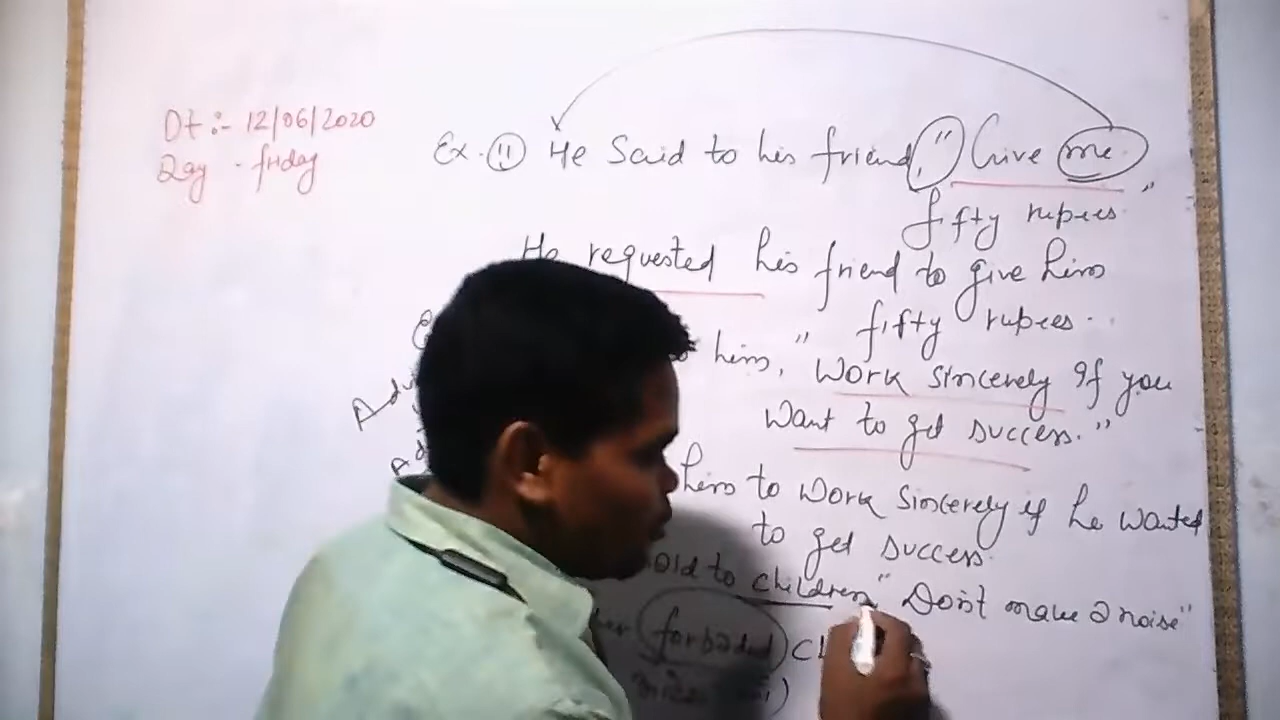 Dt :- 12/06/2020
Day - friday
Ex. 11 He Said to his friend, " Give me
fifty rupees "
He requested his friend to give him
fifty rupees.
him, " Work sincerely If you
want to get success. "
him to work sincerely if he wanted
to get success.
to children " Don't make a noise "
forbaded